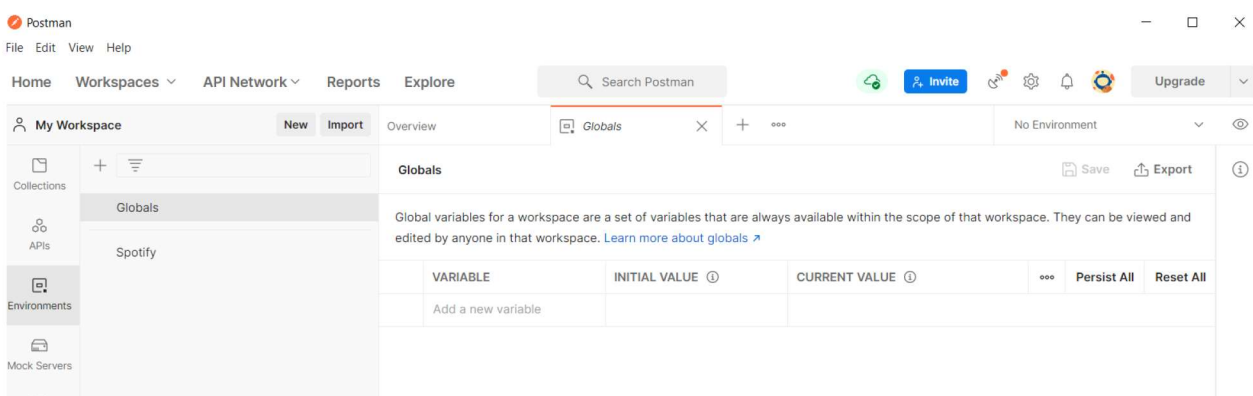 Postman
File Edit View Help
Home Workspaces API Network Reports Explore Search Postman Invite Upgrade
My Workspace New Import Overview Globals No Environment
Collections
APIs
Environments
Mock Servers
Globals
Spotify
Globals Save Export
Global variables for a workspace are a set of variables that are always available within the scope of that workspace. They can be viewed and
edited by anyone in that workspace. Learn more about globals
VARIABLE INITIAL VALUE CURRENT VALUE Persist All Reset All
Add a new variable